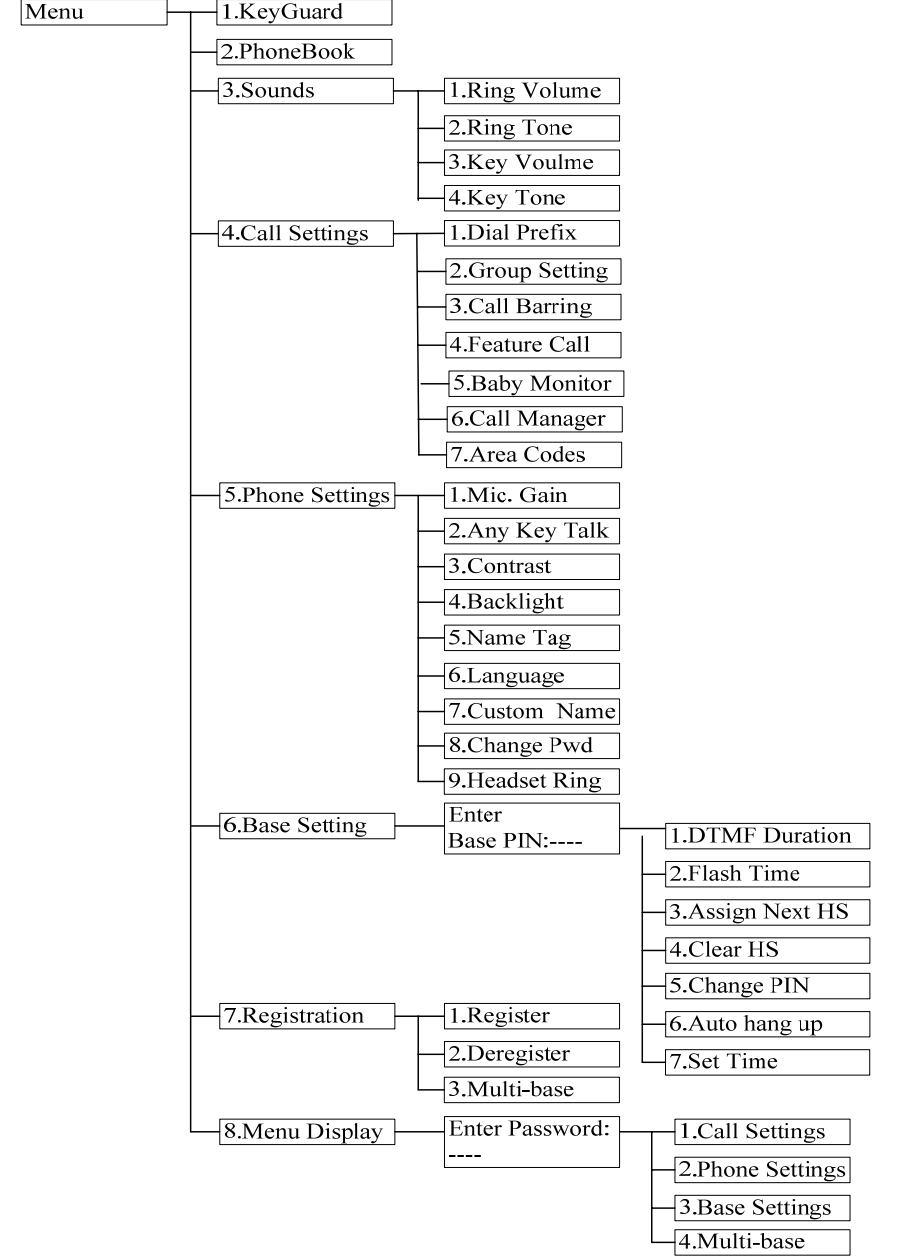 Menu
1.KeyGuard
2.PhoneBook
3.Sounds
1.Ring Volume
2.Ring Tone
3.Key Voulme
4.Key Tone
4.Call Settings
1.Dial Prefix
2.Group Setting
3.Call Barring
4.Feature Call
5.Baby Monitor
6.Call Manager
7.Area Codes
5.Phone Settings
1.Mic. Gain
2.Any Key Talk
3.Contrast
4.Backlight
5.Name Tag
6.Language
7.Custom Name
8.Change Pwd
9.Headset Ring
6.Base Setting
Enter
Base PIN:----
1.DTMF Duration
2.Flash Time
3.Assign Next HS
4.Clear HS
5.Change PIN
6.Auto hang up
7.Set Time
7.Registration
1.Register
2.Deregister
3.Multi-base
8.Menu Display
Enter Password:
----
1.Call Settings
2.Phone Settings
3.Base Settings
4.Multi-base